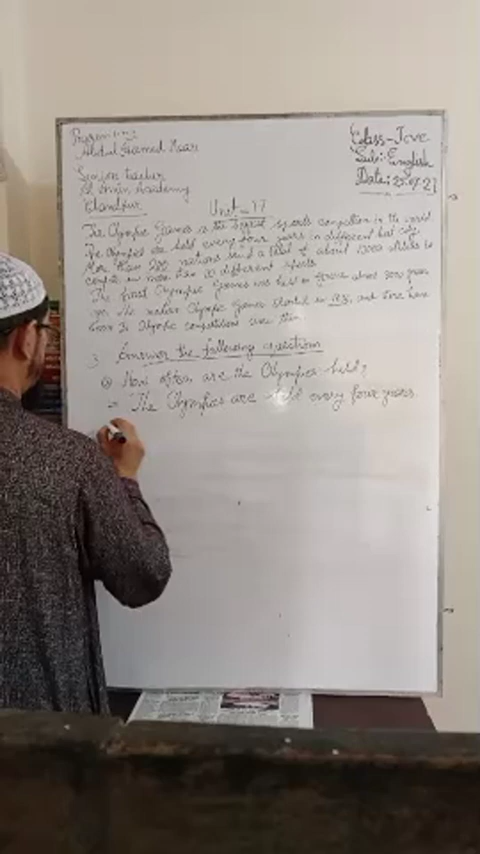 Class-Five
Sub: English
Date: 25.07.21
Senior Teacher
Academy
Unit - 17
The Olympic Games is the biggest sports compition in the world.
The Olympics are held every four years in different host city.
More than 200 nations send a total of about 13000 athletes to
compete in more than 30 different sports.
The first Olympic Games was held in Greece about 3000 years
ago. The modern Olympic Games started in and there have
been Olympic competitions since then.
Answer the following questions
How often are the Olympics held?
= The Olympics are held every four years.